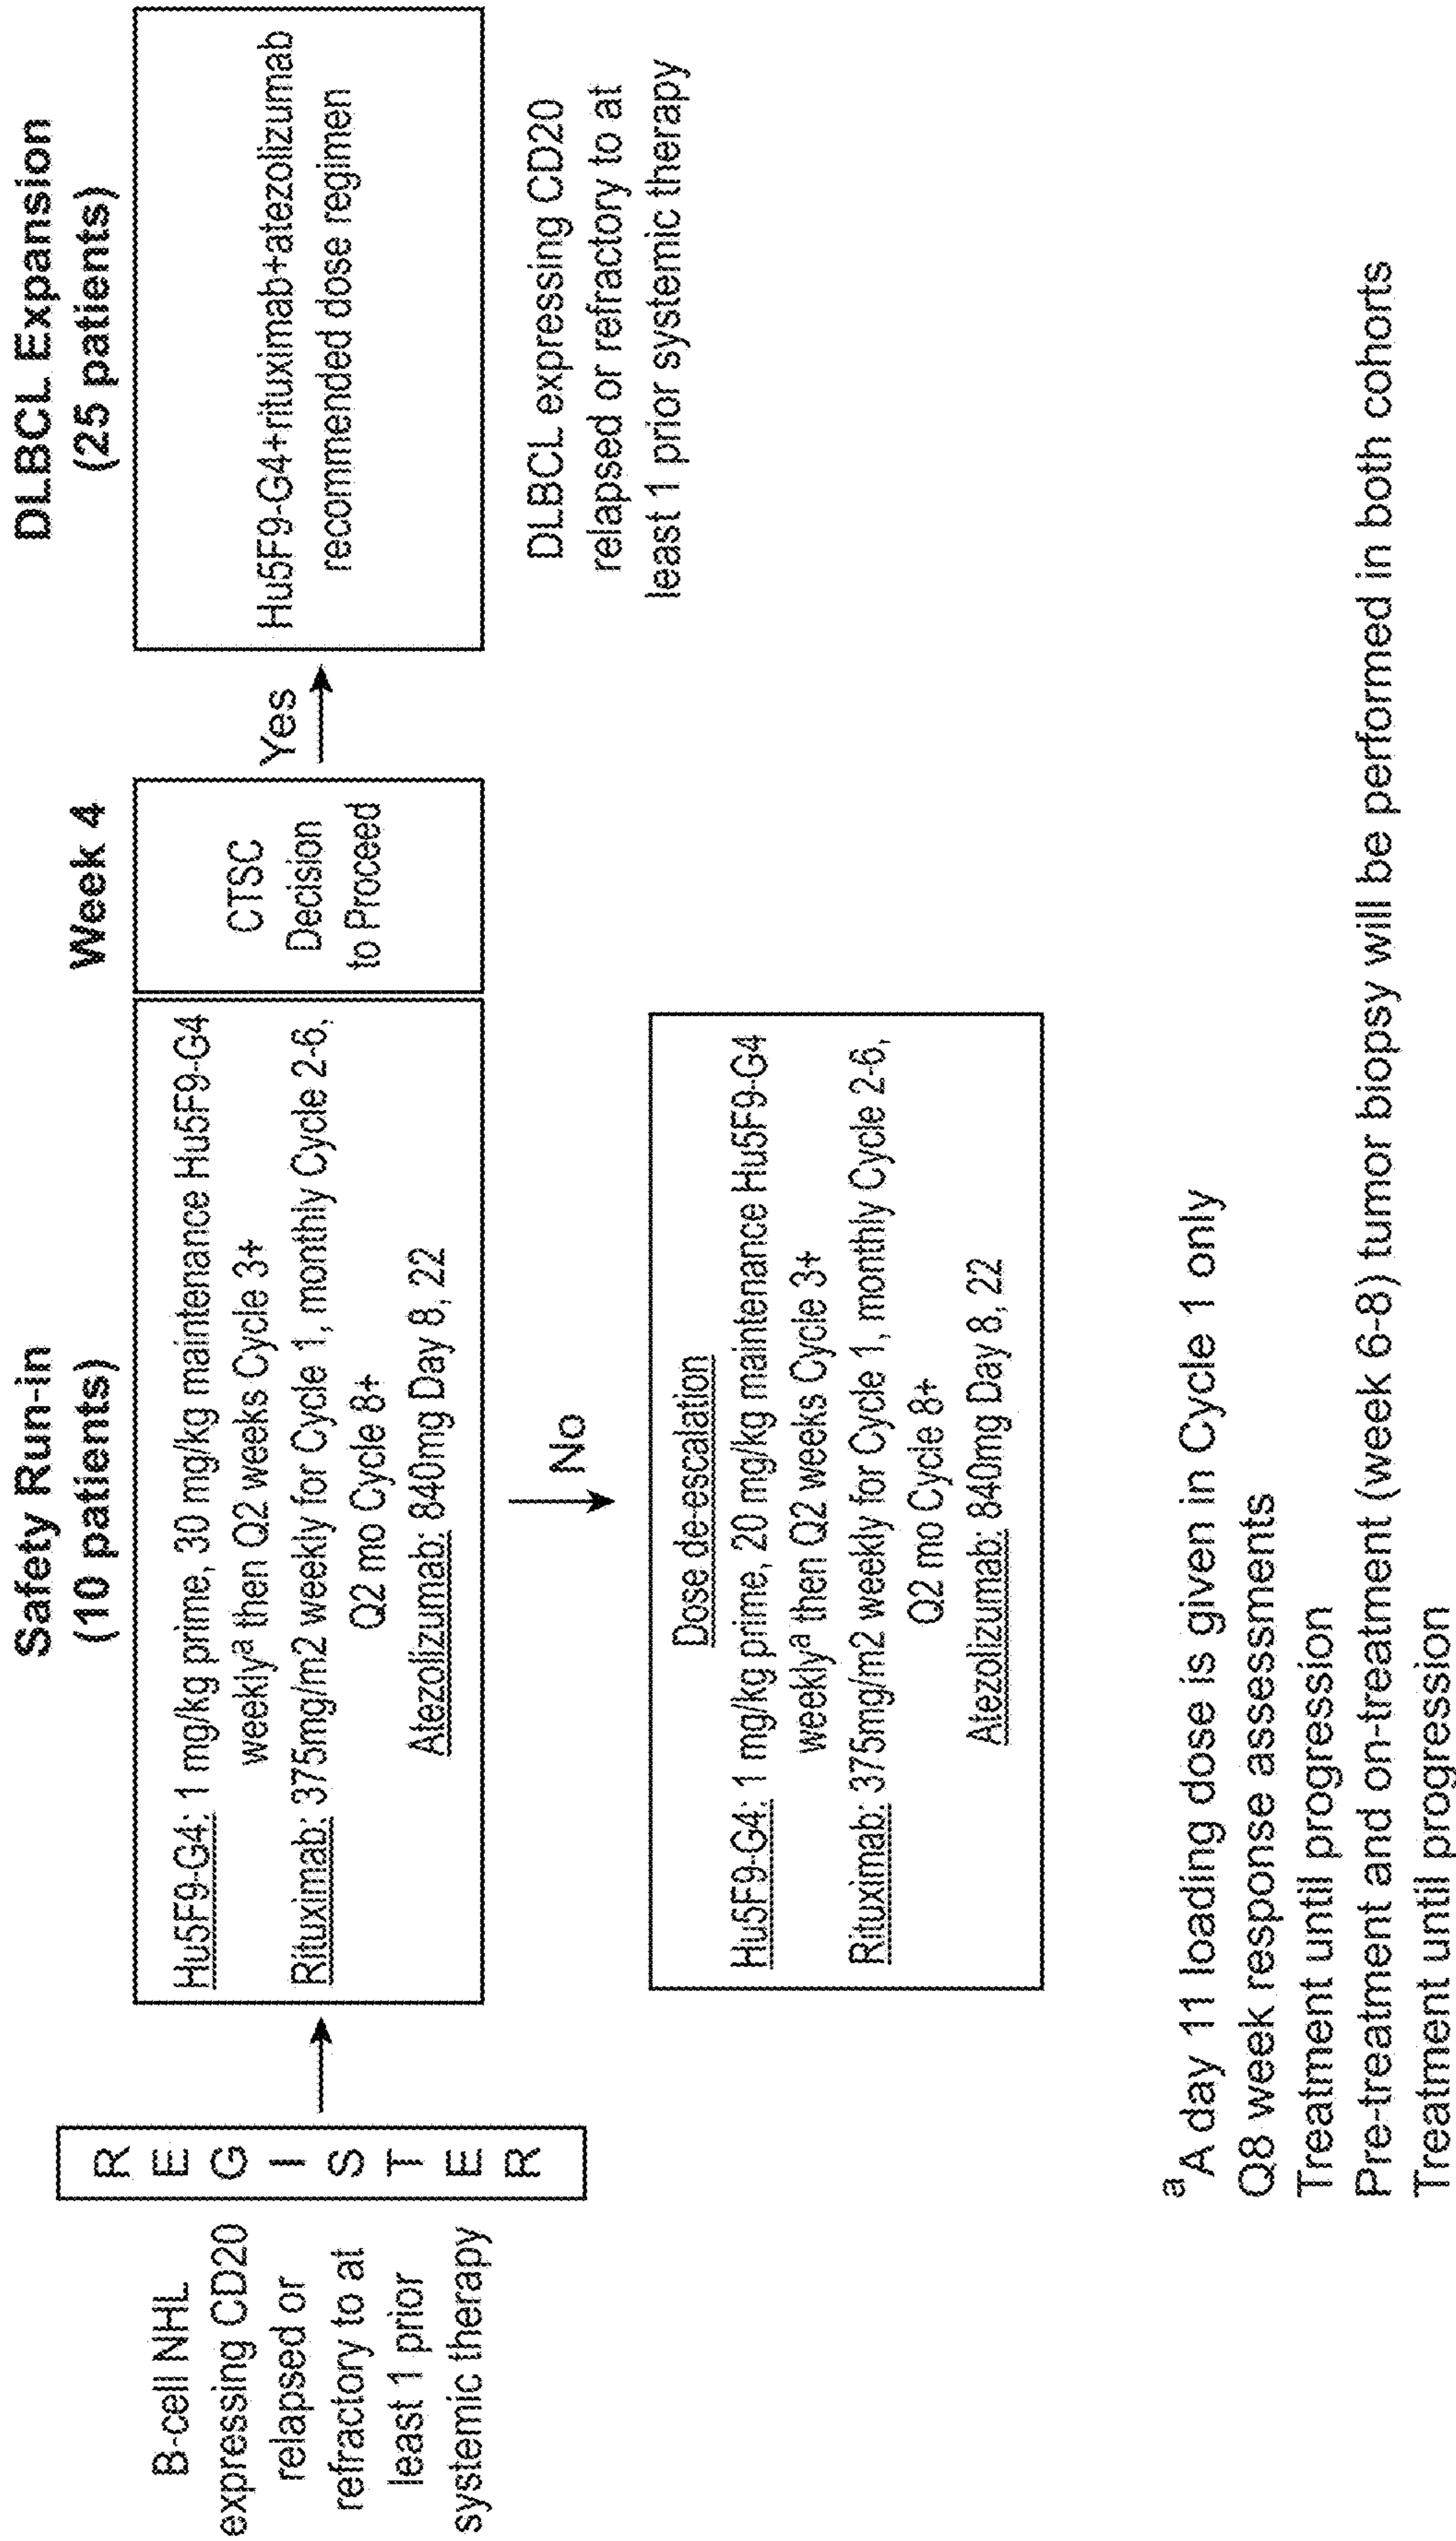 B-cell NHL
expressing CD20
relapsed or
refractory to at
least 1 prior
systemic therapy
R
E
G
I
S
T
E
R
Safety Run-in
(10 patients)
Hu5F9-G4: 1 mg/kg prime, 30 mg/kg maintenance Hu5F9-G4
weeklyᵃ then Q2 weeks Cycle 3+
Rituximab: 375mg/m2 weekly for Cycle 1, monthly Cycle 2-6,
Q2 mo Cycle 8+
Atezolizumab: 840mg Day 8, 22
No
Dose de-escalation
Hu5F9-G4: 1 mg/kg prime, 20 mg/kg maintenance Hu5F9-G4
weeklyᵃ then Q2 weeks Cycle 3+
Rituximab: 375mg/m2 weekly for Cycle 1, monthly Cycle 2-6,
Q2 mo Cycle 8+
Atezolizumab: 840mg Day 8, 22
Week 4
CTSC
Decision
to Proceed
Yes
DLBCL Expansion
(25 patients)
Hu5F9-G4+rituximab+atezolizumab
recommended dose regimen
DLBCL expressing CD20
relapsed or refractory to at
least 1 prior systemic therapy
ᵃ A day 11 loading dose is given in Cycle 1 only
Q8 week response assessments
Treatment until progression
Pre-treatment and on-treatment (week 6-8) tumor biopsy will be performed in both cohorts
Treatment until progression